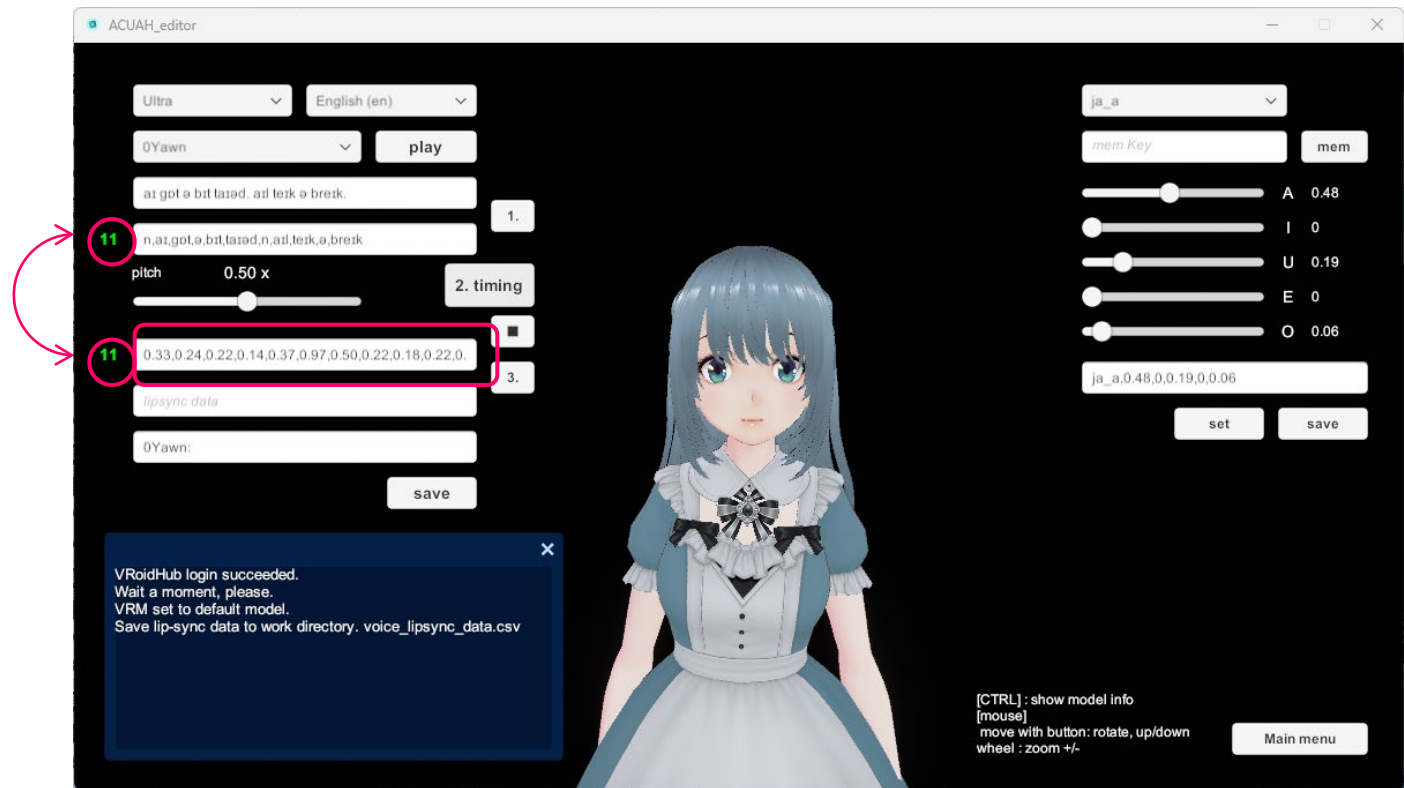 ACUAH_editor
Ultra
English (en)
0Yawn
play
aɪ gɒt ə bɪt taɪəd. aɪl teɪk ə breɪk.
1.
11
n,aɪ,gɒt,ə,bɪt,taɪəd,n,aɪl,teɪk,ə,breɪk
pitch
0.50 x
2. timing
11
0.33,0.24,0.22,0.14,0.37,0.97,0.50,0.22,0.18,0.22,0.
3.
lipsync data
0Yawn:
save
VRoidHub login succeeded.
Wait a moment, please.
VRM set to default model.
Save lip-sync data to work directory. voice_lipsync_data.csv
ja_a
mem Key
mem
A 0.48
I 0
U 0.19
E 0
O 0.06
ja_a,0.48,0,0.19,0,0.06
set
save
[CTRL] : show model info
[mouse]
move with button: rotate, up/down
wheel : zoom +/-
Main menu